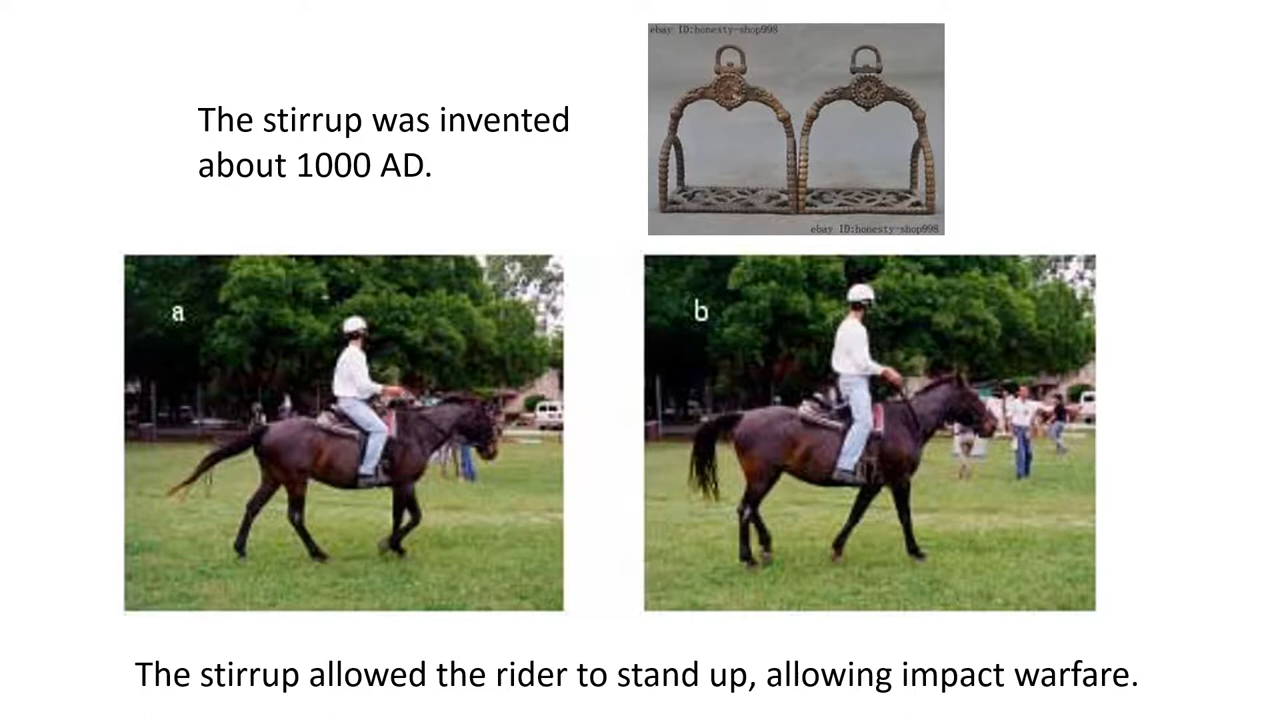 ebay ID:honesty-shop998
The stirrup was invented
about 1000 AD.
ebay ID:honesty-shop998
a
b
The stirrup allowed the rider to stand up, allowing impact warfare.